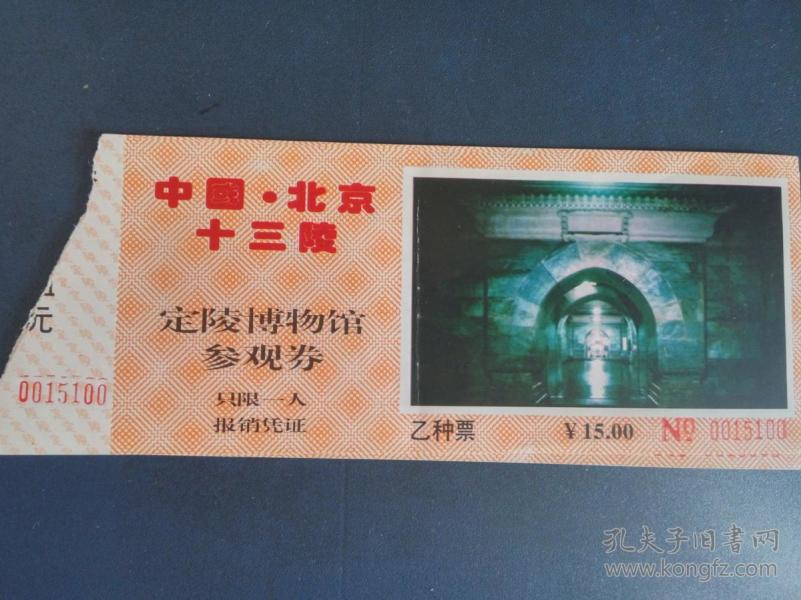 中國·北京
十三陵
定陵博物馆
参观券
只限一人
报销凭证
元
0015100
乙种票 ￥15.00 № 0015100
孔夫子旧书网
www.kongfz.com